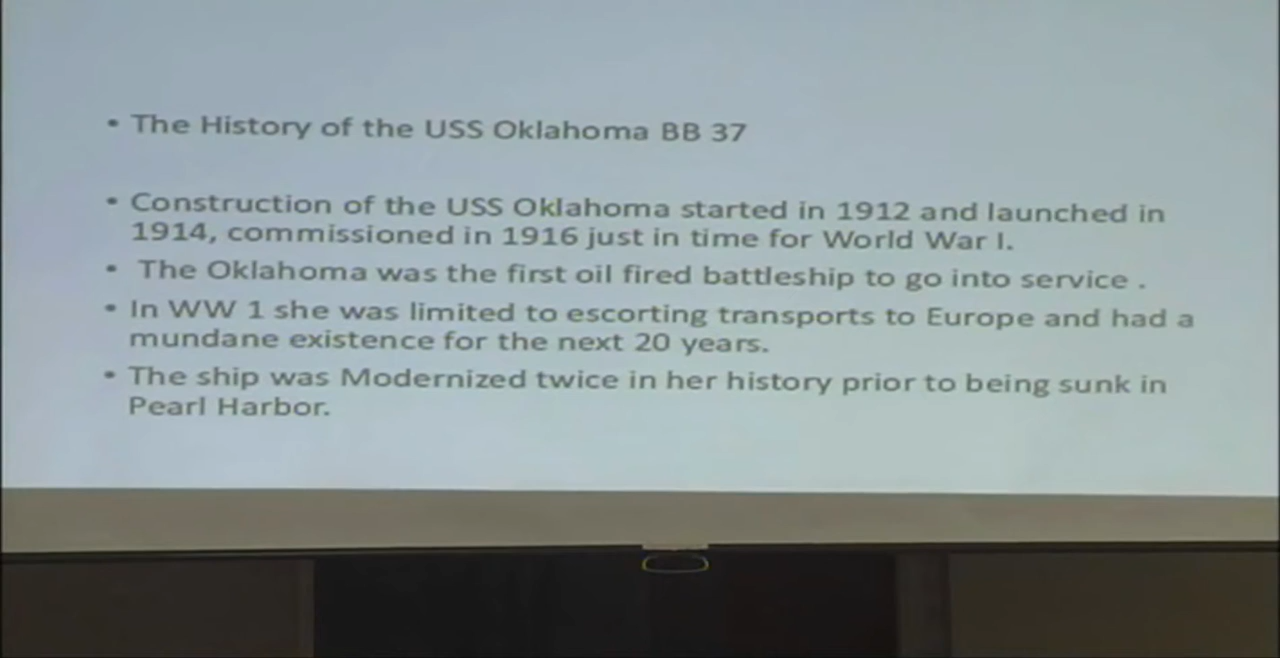 • The History of the USS Oklahoma BB 37
• Construction of the USS Oklahoma started in 1912 and launched in
1914, commissioned in 1916 just in time for World War I.
• The Oklahoma was the first oil fired battleship to go into service .
• In WW 1 she was limited to escorting transports to Europe and had a
mundane existence for the next 20 years.
• The ship was Modernized twice in her history prior to being sunk in
Pearl Harbor.